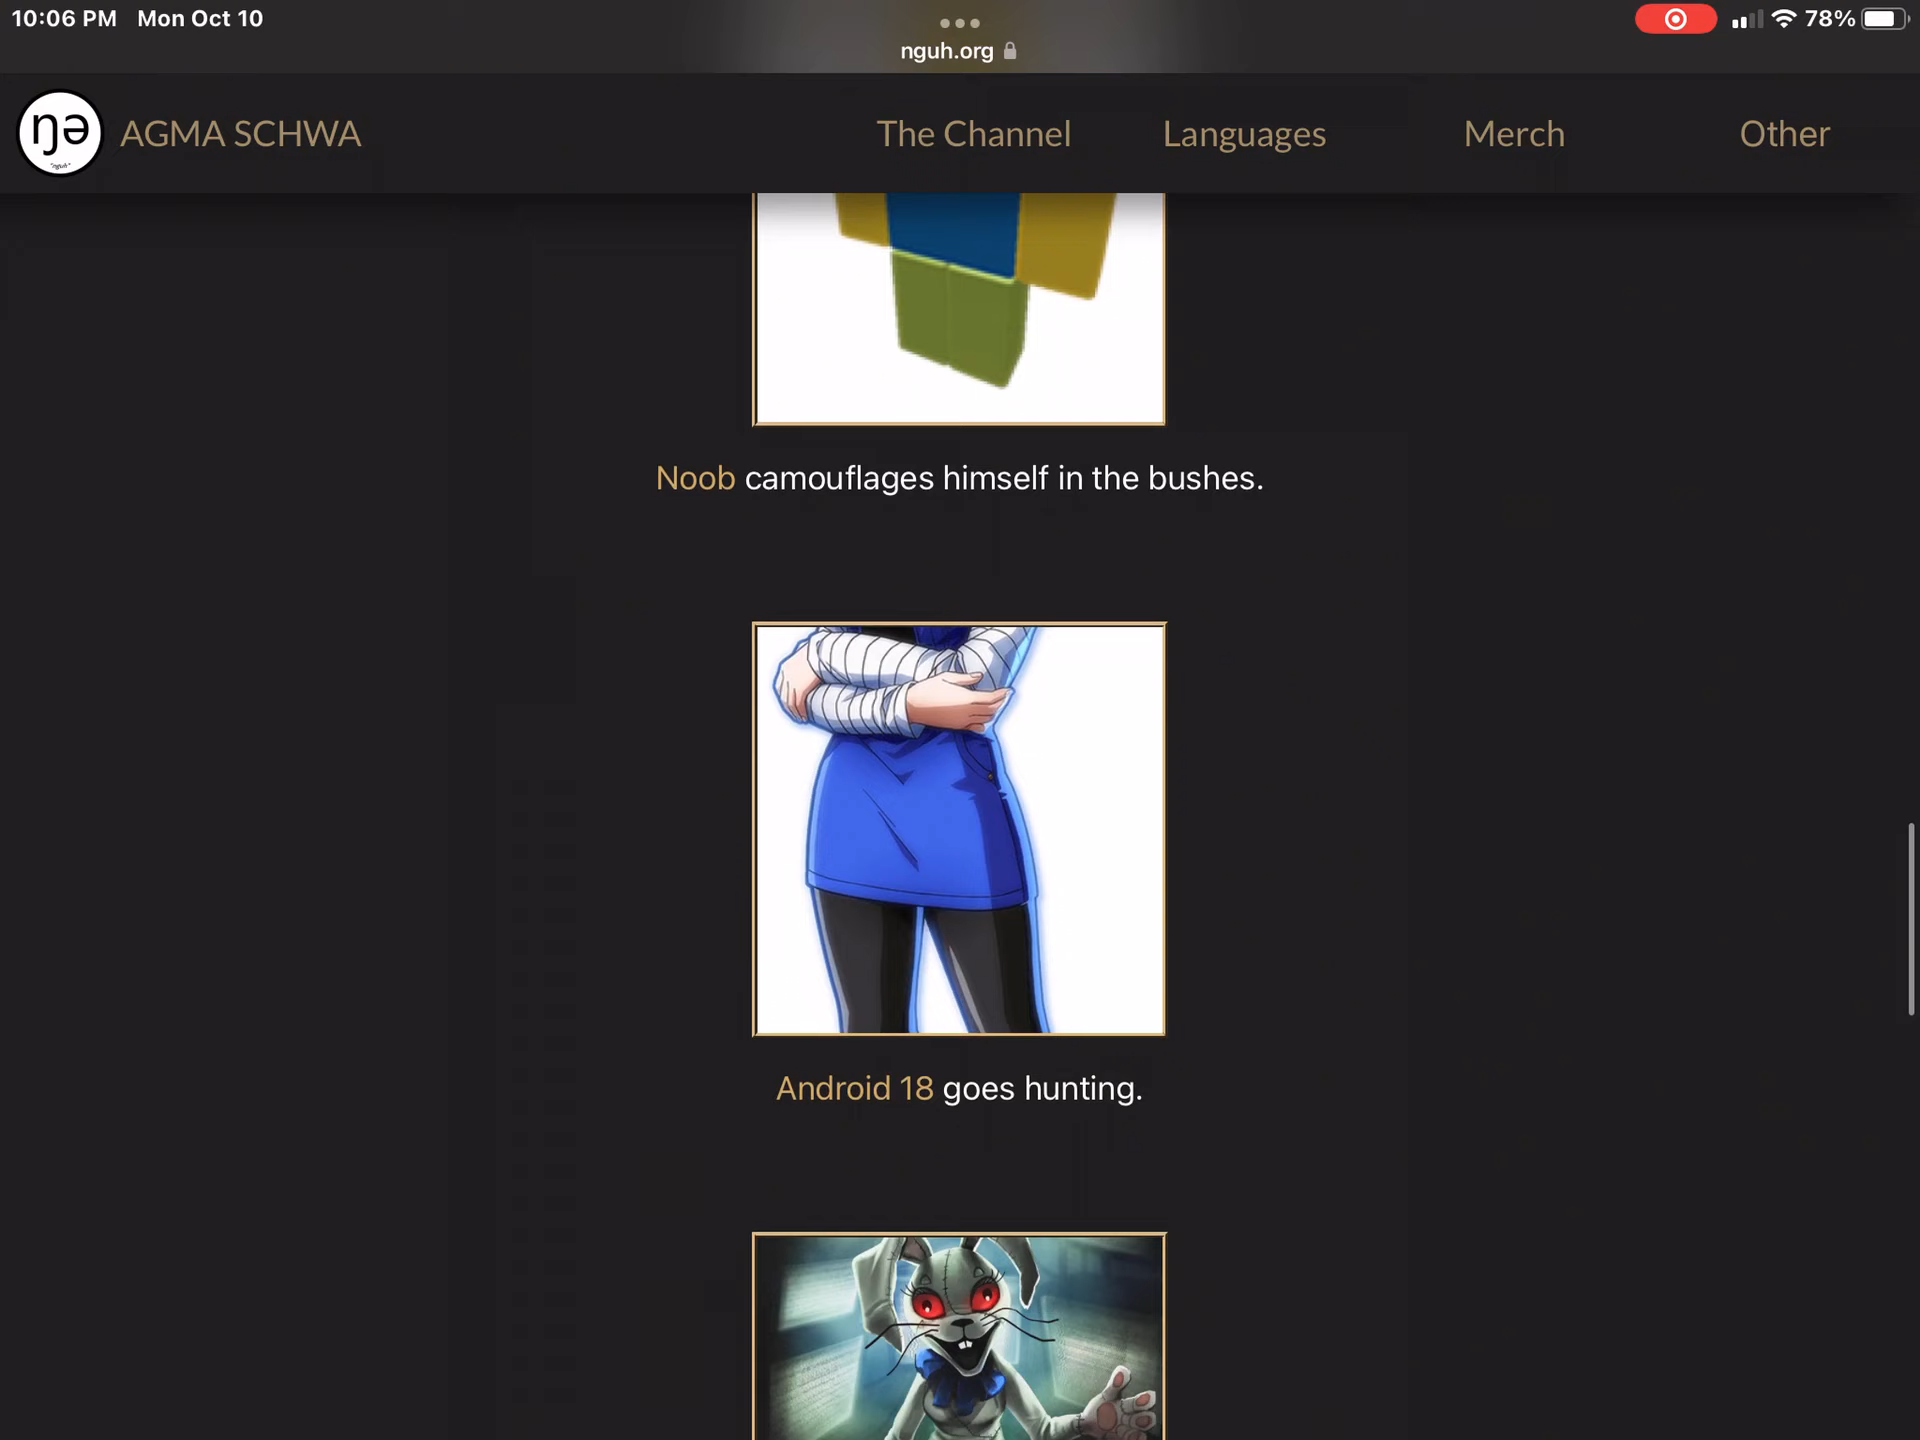 10:06 PM Mon Oct 10
78%
nguh.org
ŋə
"nguh"
AGMA SCHWA
The Channel
Languages
Merch
Other
Noob camouflages himself in the bushes.
Android 18 goes hunting.